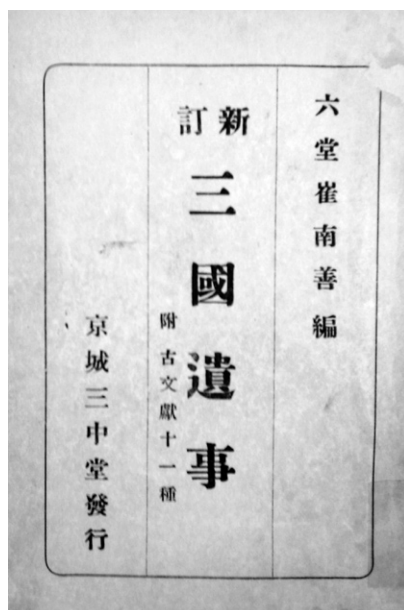 六堂崔南善編
新訂
三國遺事
附古文獻十一種
京城三中堂發行